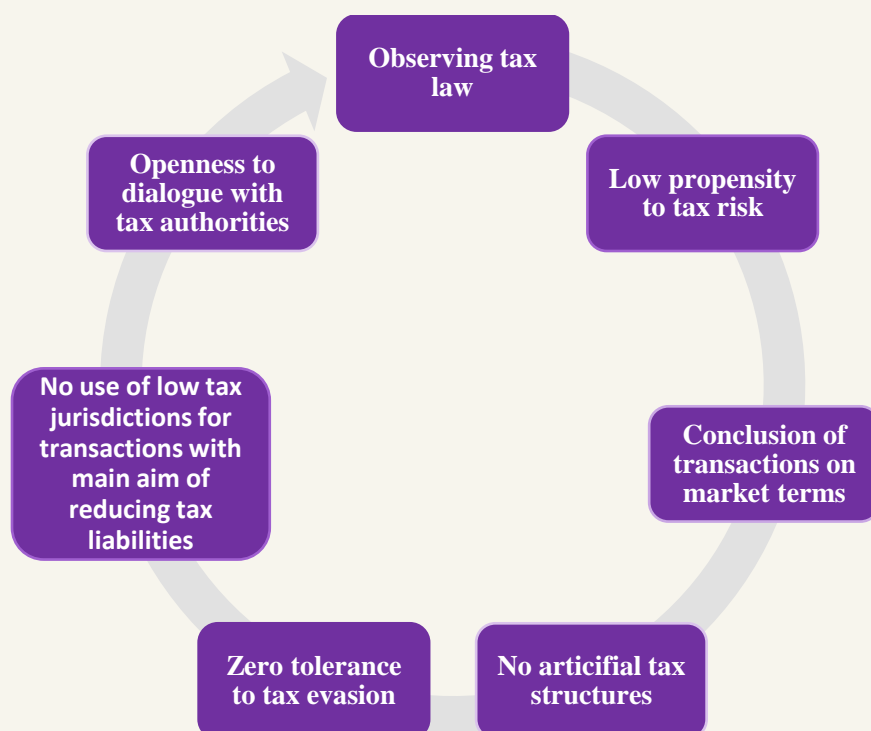 Observing tax
law
Low propensity
to tax risk
Conclusion of
transactions on
market terms
No articifial tax
structures
Zero tolerance
to tax evasion
No use of low tax
jurisdictions for
transactions with
main aim of
reducing tax
liabilities
Openness to
dialogue with
tax authorities